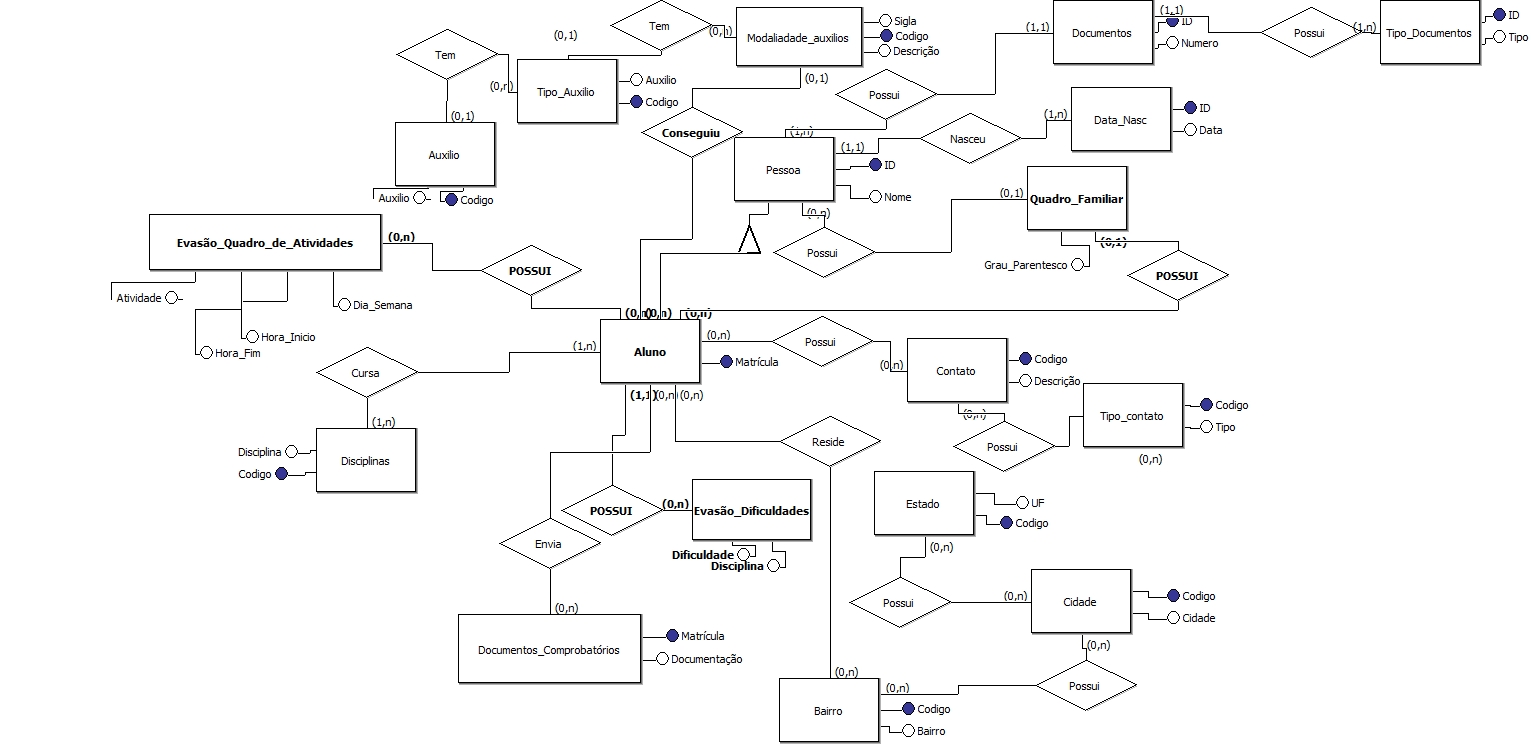 Tem
(0,1)
Modaliadade_auxilios
Sigla
Codigo
Descrição
(1,1)
Documentos
(1,1)
ID
Numero
Possui
(1,n)
Tipo_Documentos
ID
Tipo
Tem
(0,n)
Tipo_Auxilio
Auxilio
Codigo
(0,n)
(0,1)
Possui
Data_Nasc
ID
Data
(0,1)
Auxilio
Auxilio
Codigo
Conseguiu
(1,n)
Pessoa
(1,1)
ID
Nome
Nasceu
(1,n)
(0,n)
Possui
(0,1)
Quadro_Familiar
Grau_Parentesco
(0,1)
POSSUI
Evasão_Quadro_de_Atividades
(0,n)
POSSUI
Atividade
Dia_Semana
Hora_Inicio
Hora_Fim
(0,n)
(0,n)
(0,n)
Aluno
Matrícula
(1,n)
Cursa
(0,n)
Possui
(0,n)
Contato
Codigo
Descrição
(0,n)
Possui
Tipo_contato
Codigo
Tipo
(0,n)
(1,1)
(0,n)
(0,n)
Reside
(1,n)
Disciplinas
Disciplina
Codigo
POSSUI
(0,n)
Evasão_Dificuldades
Dificuldade
Disciplina
Estado
UF
Codigo
(0,n)
Envia
Possui
(0,n)
Cidade
Codigo
Cidade
(0,n)
(0,n)
Documentos_Comprobatórios
Matrícula
Documentação
(0,n)
Bairro
(0,n)
Codigo
Bairro
Possui